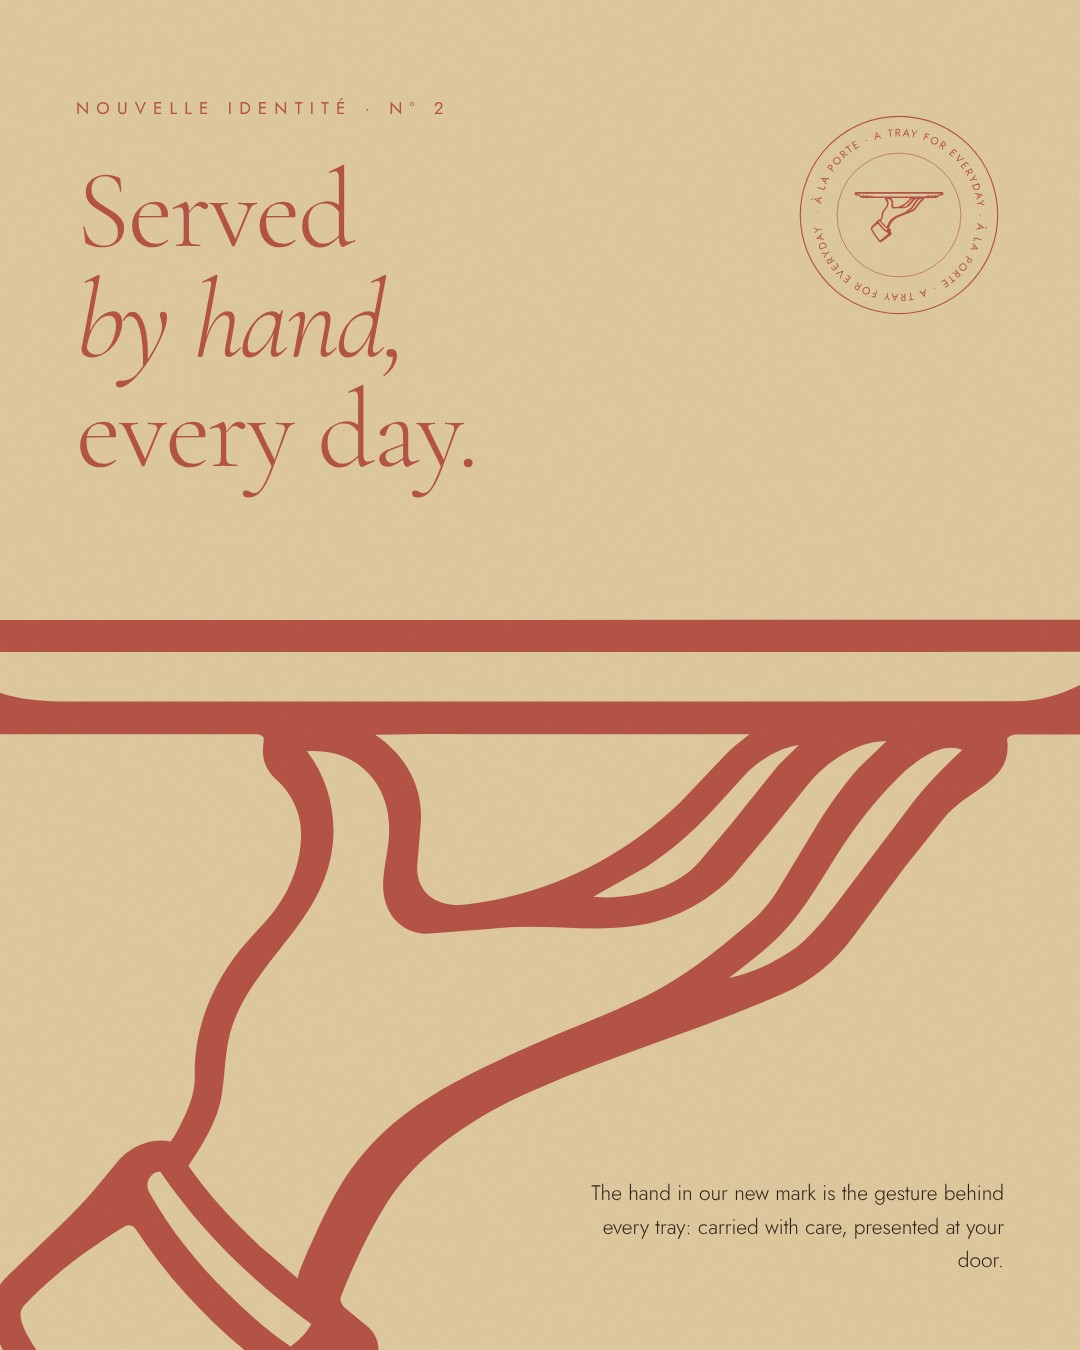 NOUVELLE IDENTITÉ · N° 2
Served
by hand,
every day.
À LA PORTE · A TRAY FOR EVERYDAY · À LA PORTE · A TRAY FOR EVERYDAY ·
The hand in our new mark is the gesture behind
every tray: carried with care, presented at your
door.